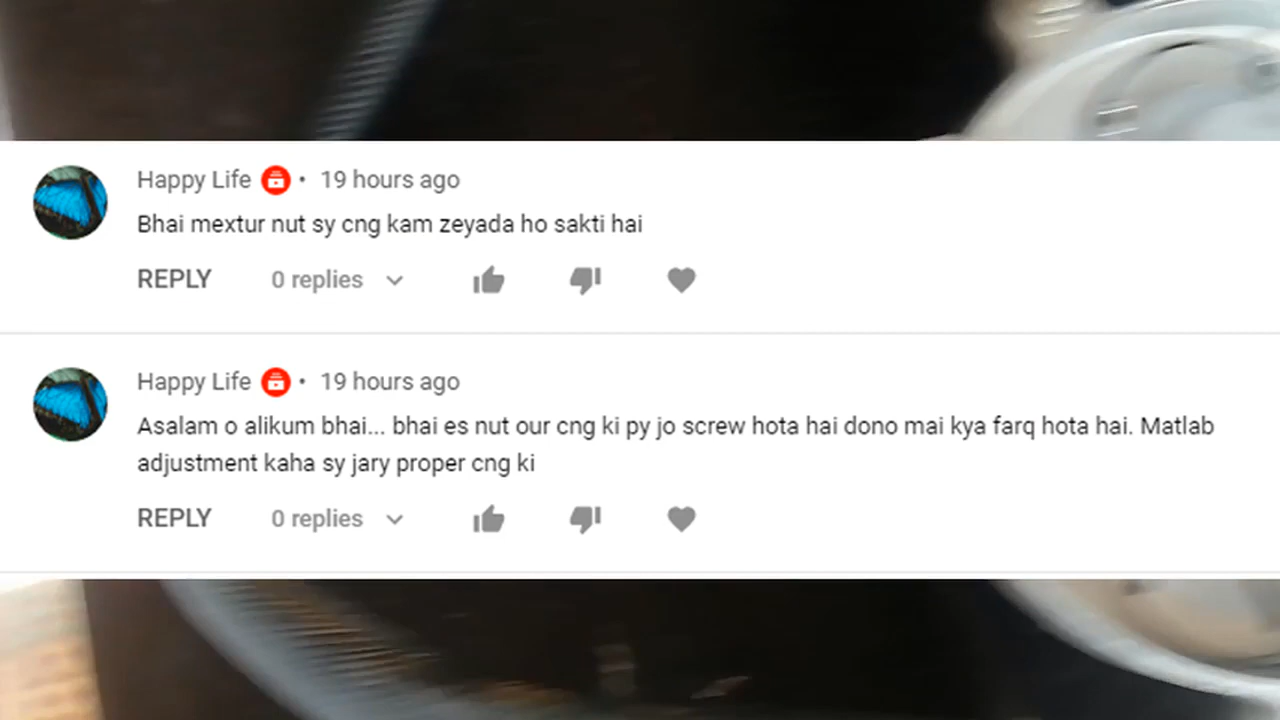 Happy Life • 19 hours ago
Bhai mextur nut sy cng kam zeyada ho sakti hai
REPLY 0 replies
Happy Life • 19 hours ago
Asalam o alikum bhai... bhai es nut our cng ki py jo screw hota hai dono mai kya farq hota hai. Matlab
adjustment kaha sy jary proper cng ki
REPLY 0 replies